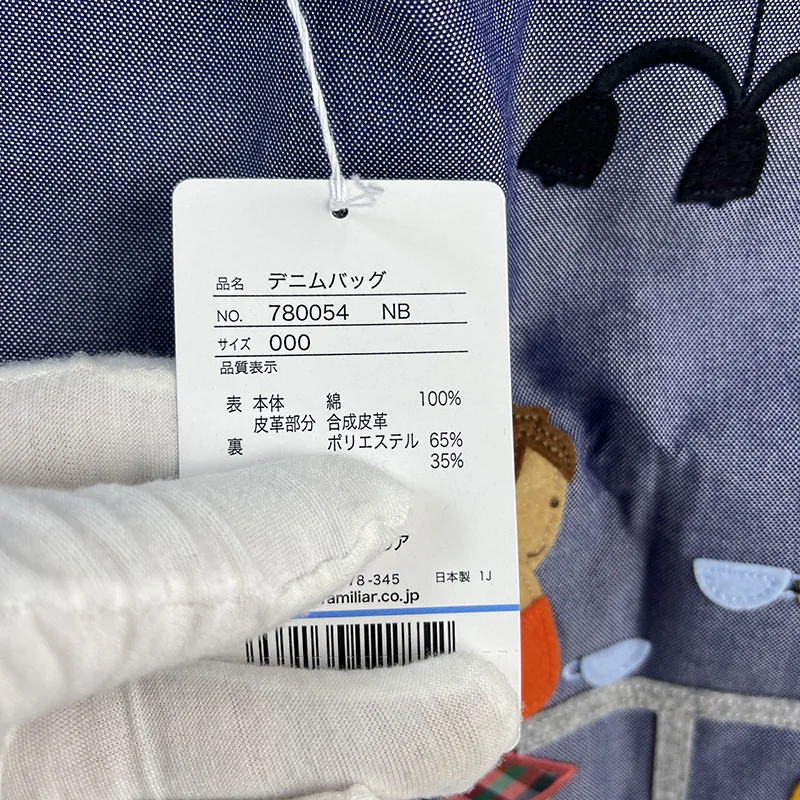 品名 デニムバッグ
NO. 780054 NB
サイズ 000
品質表示
表 本体 綿 100%
皮革部分 合成皮革
裏 ポリエステル 65%
35%
ア
78-345 日本製 1J
amiliar.co.jp